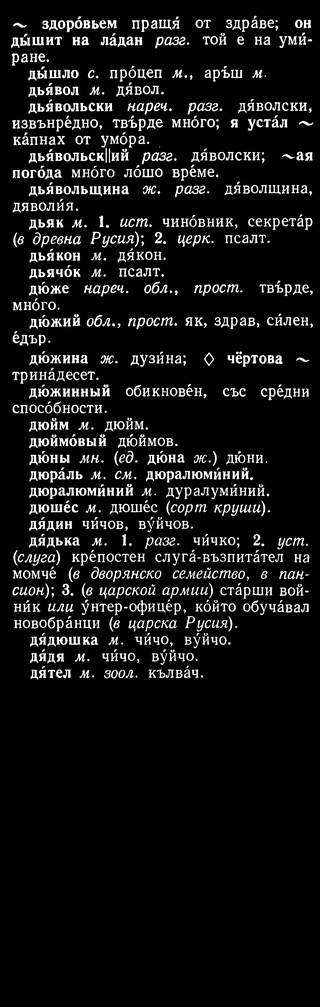 ~ здоро́вьем пращя́ от здра́ве; он
ды́шит на ла́дан разг. той е на уми́-
ране.
ды́шло с. про́цеп м., аръ́ш м.
дья́вол м. дя́вол.
дья́вольски нареч. разг. дя́волски,
извънре́дно, твъ́рде мно́го; я уста́л ~
ка́пнах от умо́ра.
дья́вольск||ий разг. дя́волски; ~ая
пого́да мно́го ло́шо вре́ме.
дья́вольщина ж. разг. дя́волщина,
дяволи́я.
дьяк м. 1. ист. чино́вник, секрета́р
(в древна Русия); 2. церк. псалт.
дья́кон м. дя́кон.
дьячо́к м. псалт.
дю́же нареч. обл., прост. твъ́рде,
мно́го.
дю́жий обл., прост. як, здрав, си́лен,
е́дър.
дю́жина ж. дузи́на; ◊ чёртова ~
трина́десет.
дю́жинный обикнове́н, със сре́дни
спосо́бности.
дюйм м. дюйм.
дюймо́вый дю́ймов.
дю́ны мн. (ед. дю́на ж.) дю́ни.
дюра́ль м. см. дюралюми́ний.
дюралюми́ний м. дуралуми́ний.
дюше́с м. дюше́с (сорт круши).
дя́дин чи́чов, ву́йчов.
дя́дька м. 1. разг. чи́чко; 2. уст.
(слуга) кре́постен слуга́-възпита́тел на
момче́ (в дворянско семейство, в пан-
сион); 3. (в царской армии) ста́рши вой-
ни́к или у́нтер-офице́р, ко́йто обуча́вал
новобра́нци (в царска Русия).
дя́дюшка м. чи́чо, ву́йчо.
дя́дя м. чи́чо, ву́йчо.
дя́тел м. зоол. кълва́ч.